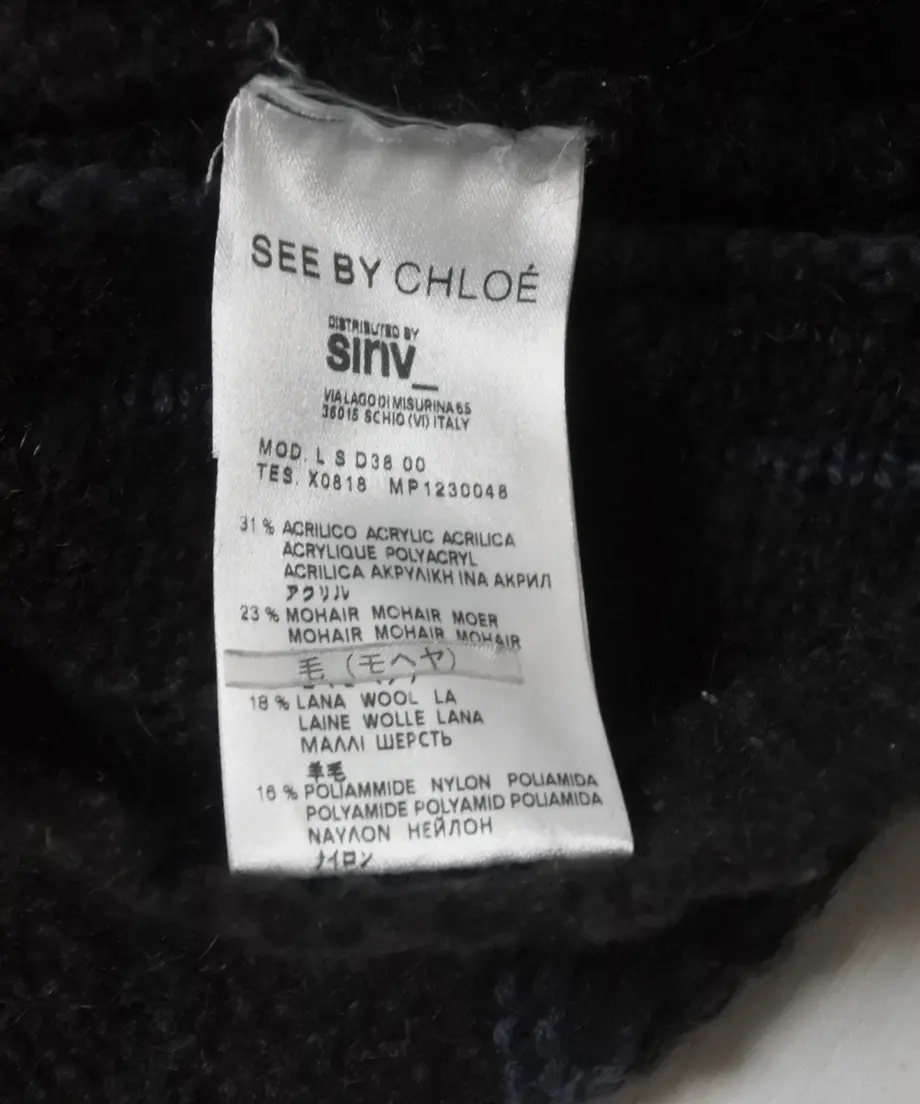 SEE BY CHLOÉ
DISTRIBUTED BY
sinv_
VIA LAGO DI MISURINA 65
36015 SCHIO (VI) ITALY
MOD. L S D38 00
TES. X0818 MP1230048
31 % ACRILICO ACRYLIC ACRILICA
ACRYLIQUE POLYACRYL
ACRILICA ΑΚΡΥΛΙΚΗ ΙΝΑ АКРИЛ
アクリル
23 % MOHAIR MOHAIR MOER
MOHAIR MOHAIR MOHAIR
毛 (モヘヤ)
18 % LANA WOOL LA
LAINE WOLLE LANA
ΜΑΛΛΙ ШЕРСТЬ
羊毛
16 % POLIAMMIDE NYLON POLIAMIDA
POLYAMIDE POLYAMID POLIAMIDA
ΝΑΥΛΟΝ НЕЙЛОН
ナイロン